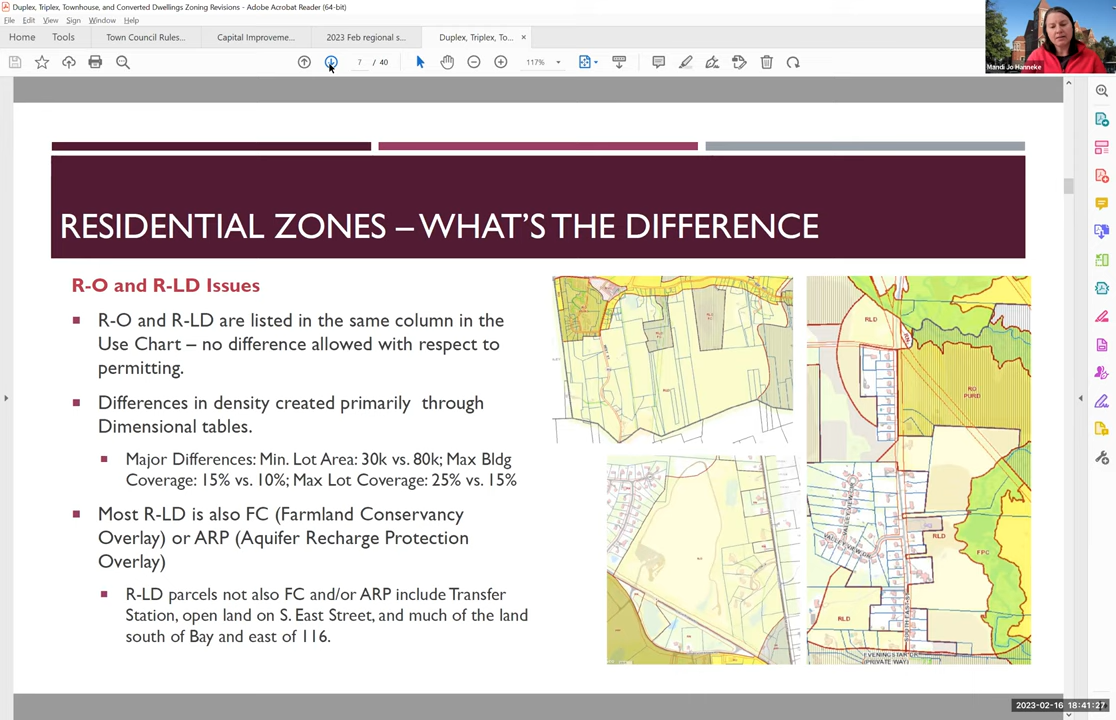 Duplex, Triplex, Townhouse, and Converted Dwellings Zoning Revisions - Adobe Acrobat Reader (64-bit)
File Edit View Sign Window Help
Home Tools Town Council Rules... Capital Improveme... 2023 Feb regional s... Duplex, Triplex, To... ×
7 / 40 117%
Mandi Jo Hanneke
RESIDENTIAL ZONES – WHAT'S THE DIFFERENCE
R-O and R-LD Issues
R-O and R-LD are listed in the same column in the
Use Chart – no difference allowed with respect to
permitting.
Differences in density created primarily through
Dimensional tables.
Major Differences: Min. Lot Area: 30k vs. 80k; Max Bldg
Coverage: 15% vs. 10%; Max Lot Coverage: 25% vs. 15%
Most R-LD is also FC (Farmland Conservancy
Overlay) or ARP (Aquifer Recharge Protection
Overlay)
R-LD parcels not also FC and/or ARP include Transfer
Station, open land on S. East Street, and much of the land
south of Bay and east of 116.
RLD
RO
PURD
VALLEY VIEW DR
RLD
FPC
RLD
EVENINGSTAR DR
(PRIVATE WAY)
2023-02-16 18:41:27